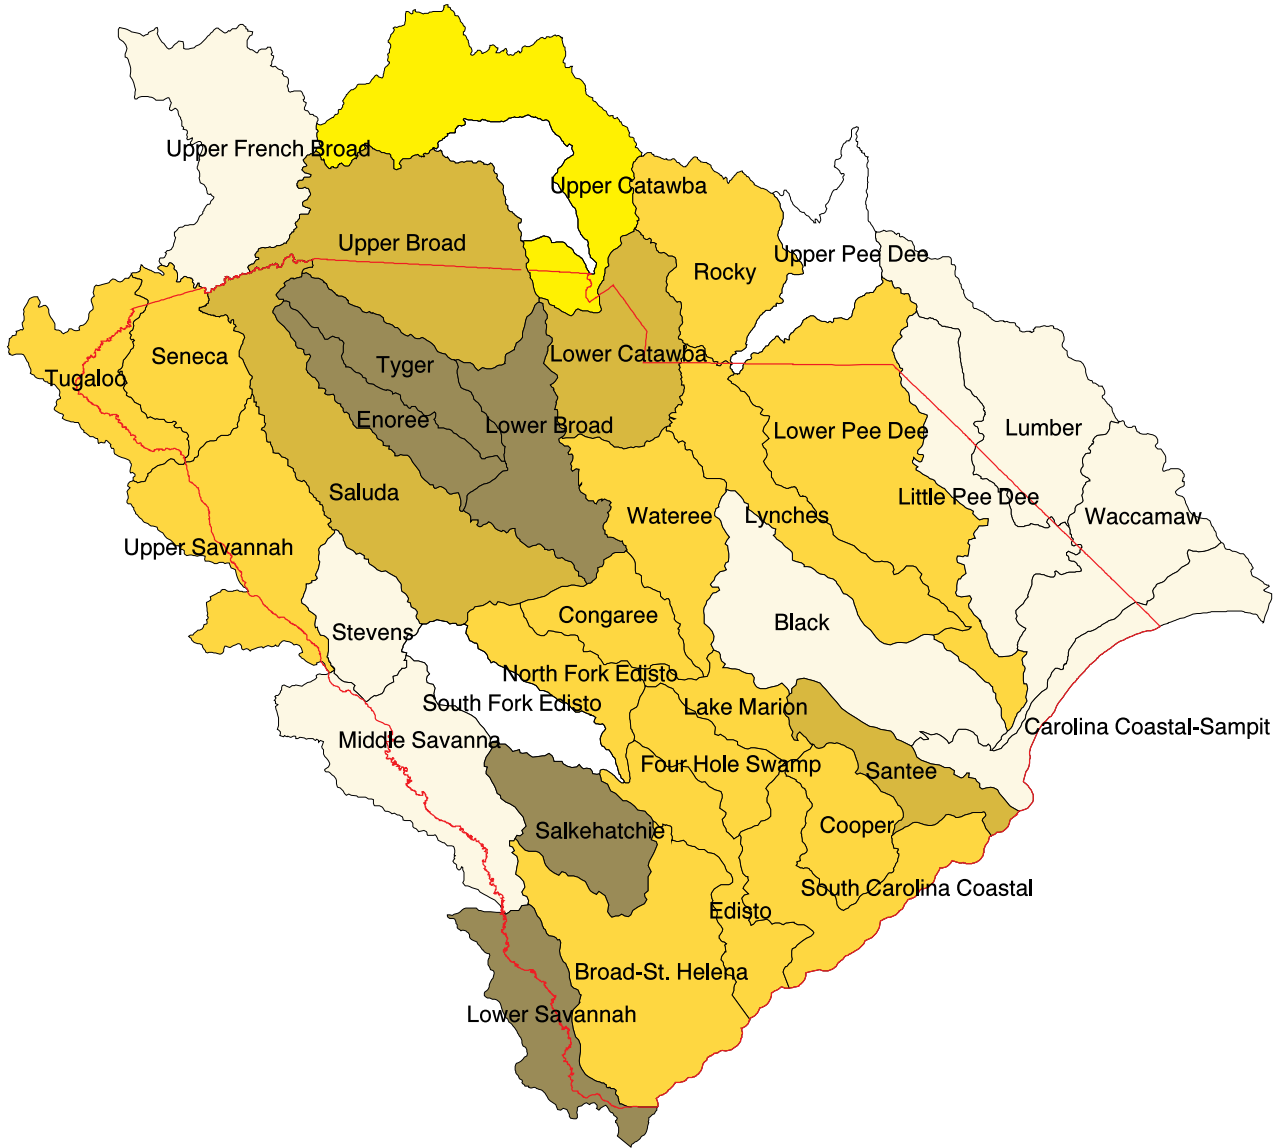 Upper French Broad
Upper Catawba
Upper Broad
Upper Pee Dee
Rocky
Seneca
Lower Catawba
Tyger
Tugaloo
Enoree
Lower Broad
Lower Pee Dee
Lumber
Saluda
Little Pee Dee
Wateree
Lynches
Waccamaw
Upper Savannah
Congaree
Black
Stevens
North Fork Edisto
South Fork Edisto
Lake Marion
Carolina Coastal-Sampit
Middle Savanna
Four Hole Swamp
Santee
Salkehatchie
Cooper
South Carolina Coastal
Edisto
Broad-St. Helena
Lower Savannah